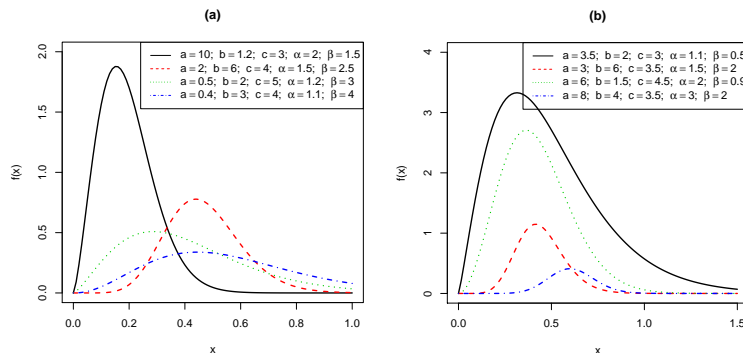 (a)
2.0
1.5
1.0
0.5
0.0
f(x)
a = 10; b = 1.2; c = 3; α = 2; β = 1.5
a = 2; b = 6; c = 4; α = 1.5; β = 2.5
a = 0.5; b = 2; c = 5; α = 1.2; β = 3
a = 0.4; b = 3; c = 4; α = 1.1; β = 4
0.0 0.2 0.4 0.6 0.8 1.0
x
(b)
4
3
2
1
0
f(x)
a = 3.5; b = 2; c = 3; α = 1.1; β = 0.5
a = 3; b = 6; c = 3.5; α = 1.5; β = 2
a = 6; b = 1.5; c = 4.5; α = 2; β = 0.9
a = 8; b = 4; c = 3.5; α = 3; β = 2
0.0 0.5 1.0 1.5
x